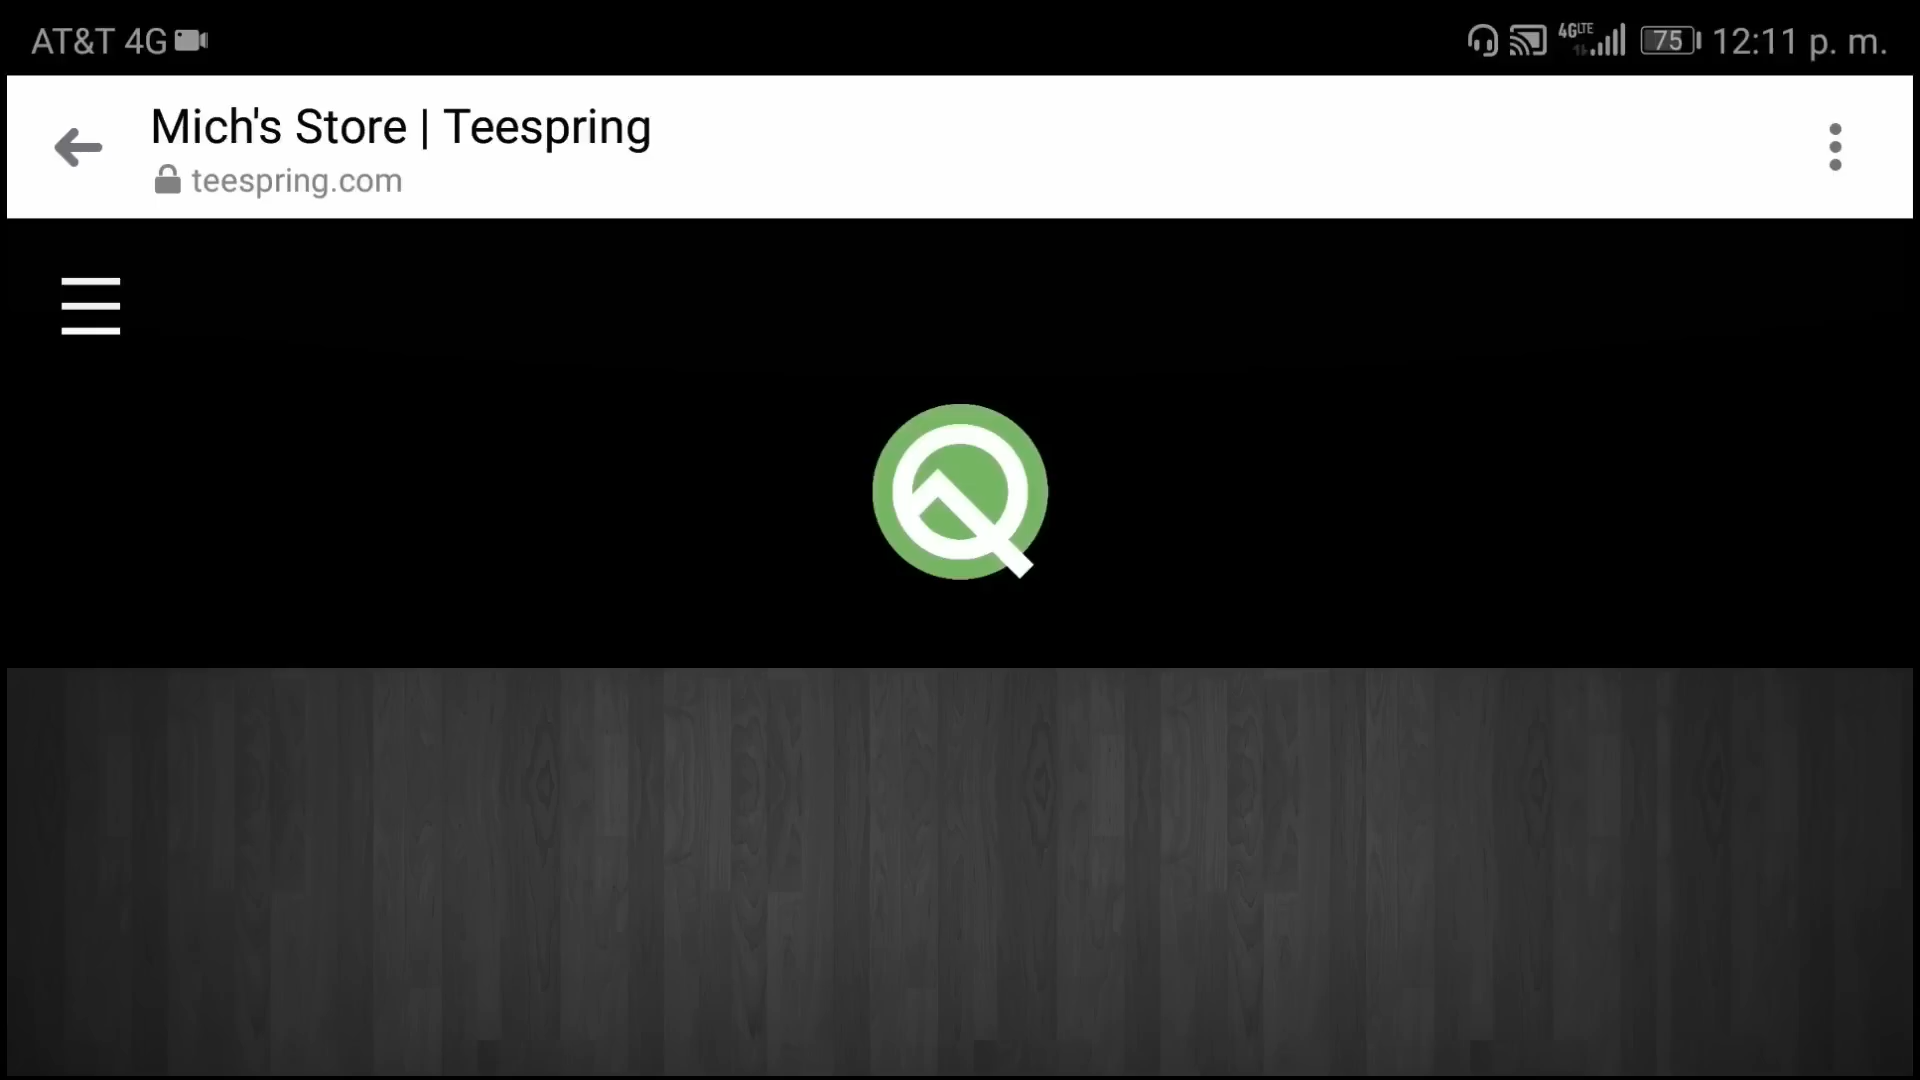 AT&T 4G
4G LTE
75
12:11 p. m.
Mich's Store | Teespring
teespring.com